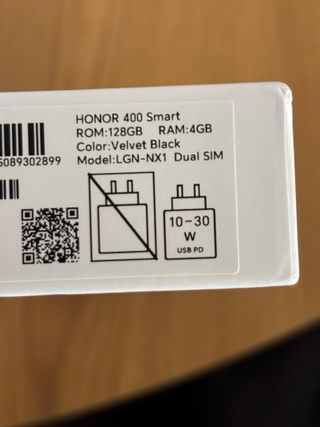 HONOR 400 Smart
ROM:128GB RAM:4GB
Color:Velvet Black
Model:LGN-NX1 Dual SIM
5089302899
10-30
W
USB PD